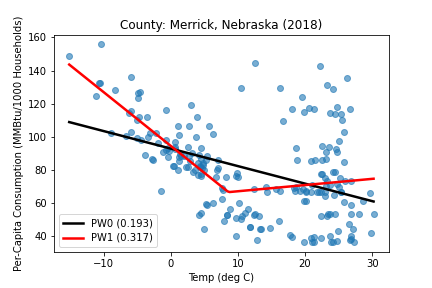 County: Merrick, Nebraska (2018)
Per-Capita Consumption (MMBtu/1000 Households)
160
140
120
100
80
60
40
PW0 (0.193)
PW1 (0.317)
−10
0
10
20
30
Temp (deg C)